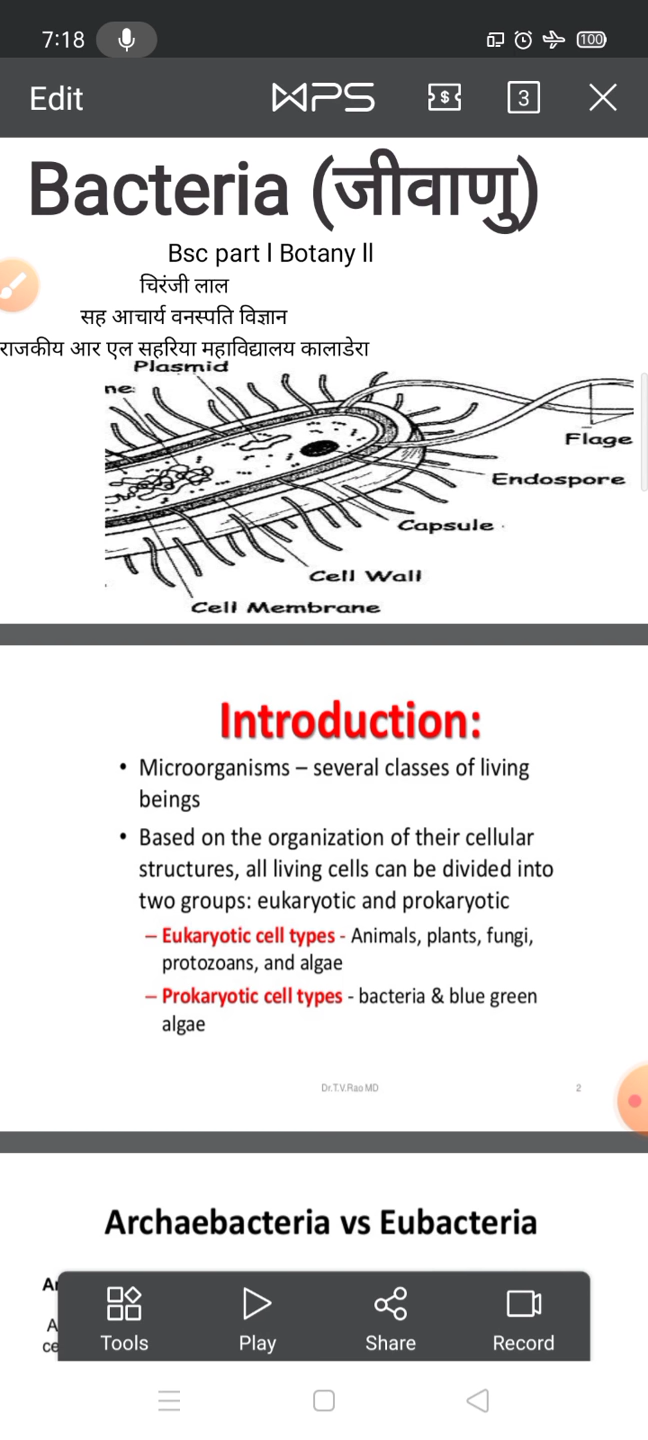 7:18
100
Edit
WPS
3
Bacteria (जीवाणु)
Bsc part l Botany ll
चिरंजी लाल
सह आचार्य वनस्पति विज्ञान
राजकीय आर एल सहरिया महाविद्यालय कालाडेरा
Plasmid
ne
Flage
Endospore
Capsule
Cell Wall
Cell Membrane
Introduction:
• Microorganisms – several classes of living
beings
• Based on the organization of their cellular
structures, all living cells can be divided into
two groups: eukaryotic and prokaryotic
– Eukaryotic cell types - Animals, plants, fungi,
protozoans, and algae
– Prokaryotic cell types - bacteria & blue green
algae
Dr.T.V.Rao MD 2
Archaebacteria vs Eubacteria
A
ce
Tools Play Share Record